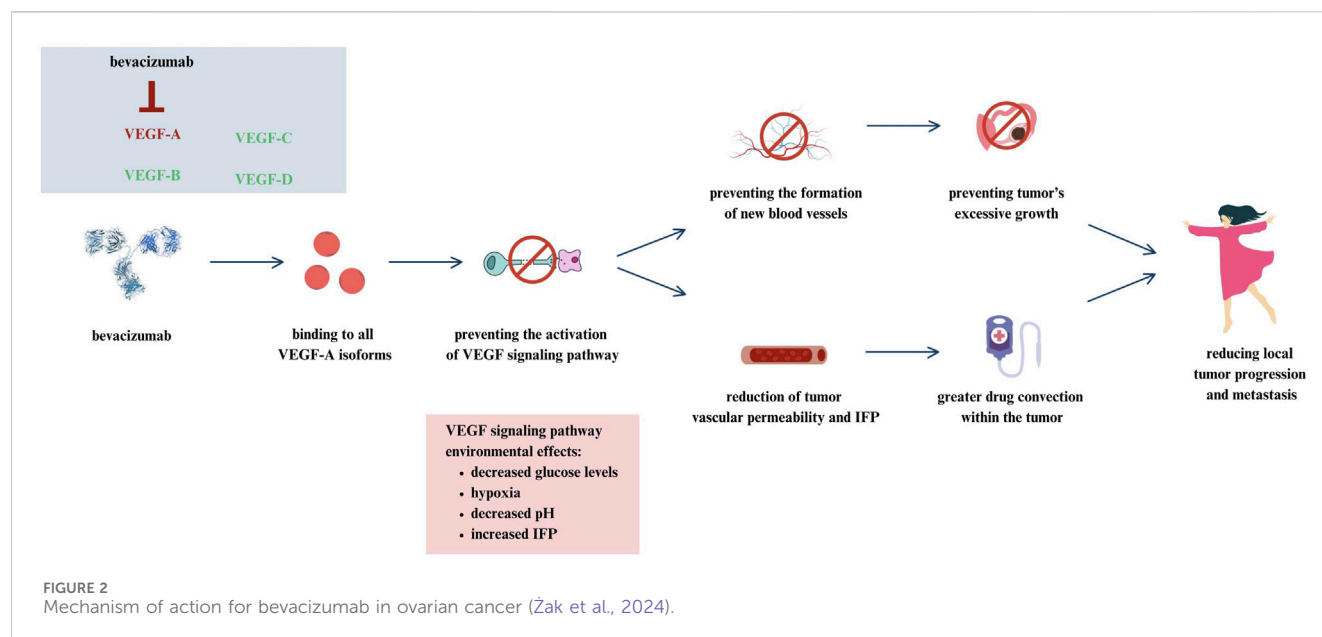 bevacizumab
VEGF-A
VEGF-C
VEGF-B
VEGF-D
bevacizumab
binding to all
VEGF-A isoforms
preventing the activation
of VEGF signaling pathway
VEGF signaling pathway
environmental effects:
• decreased glucose levels
• hypoxia
• decreased pH
• increased IFP
preventing the formation
of new blood vessels
preventing tumor's
excessive growth
reduction of tumor
vascular permeability and IFP
greater drug convection
within the tumor
reducing local
tumor progression
and metastasis
FIGURE 2
Mechanism of action for bevacizumab in ovarian cancer (Żak et al., 2024).